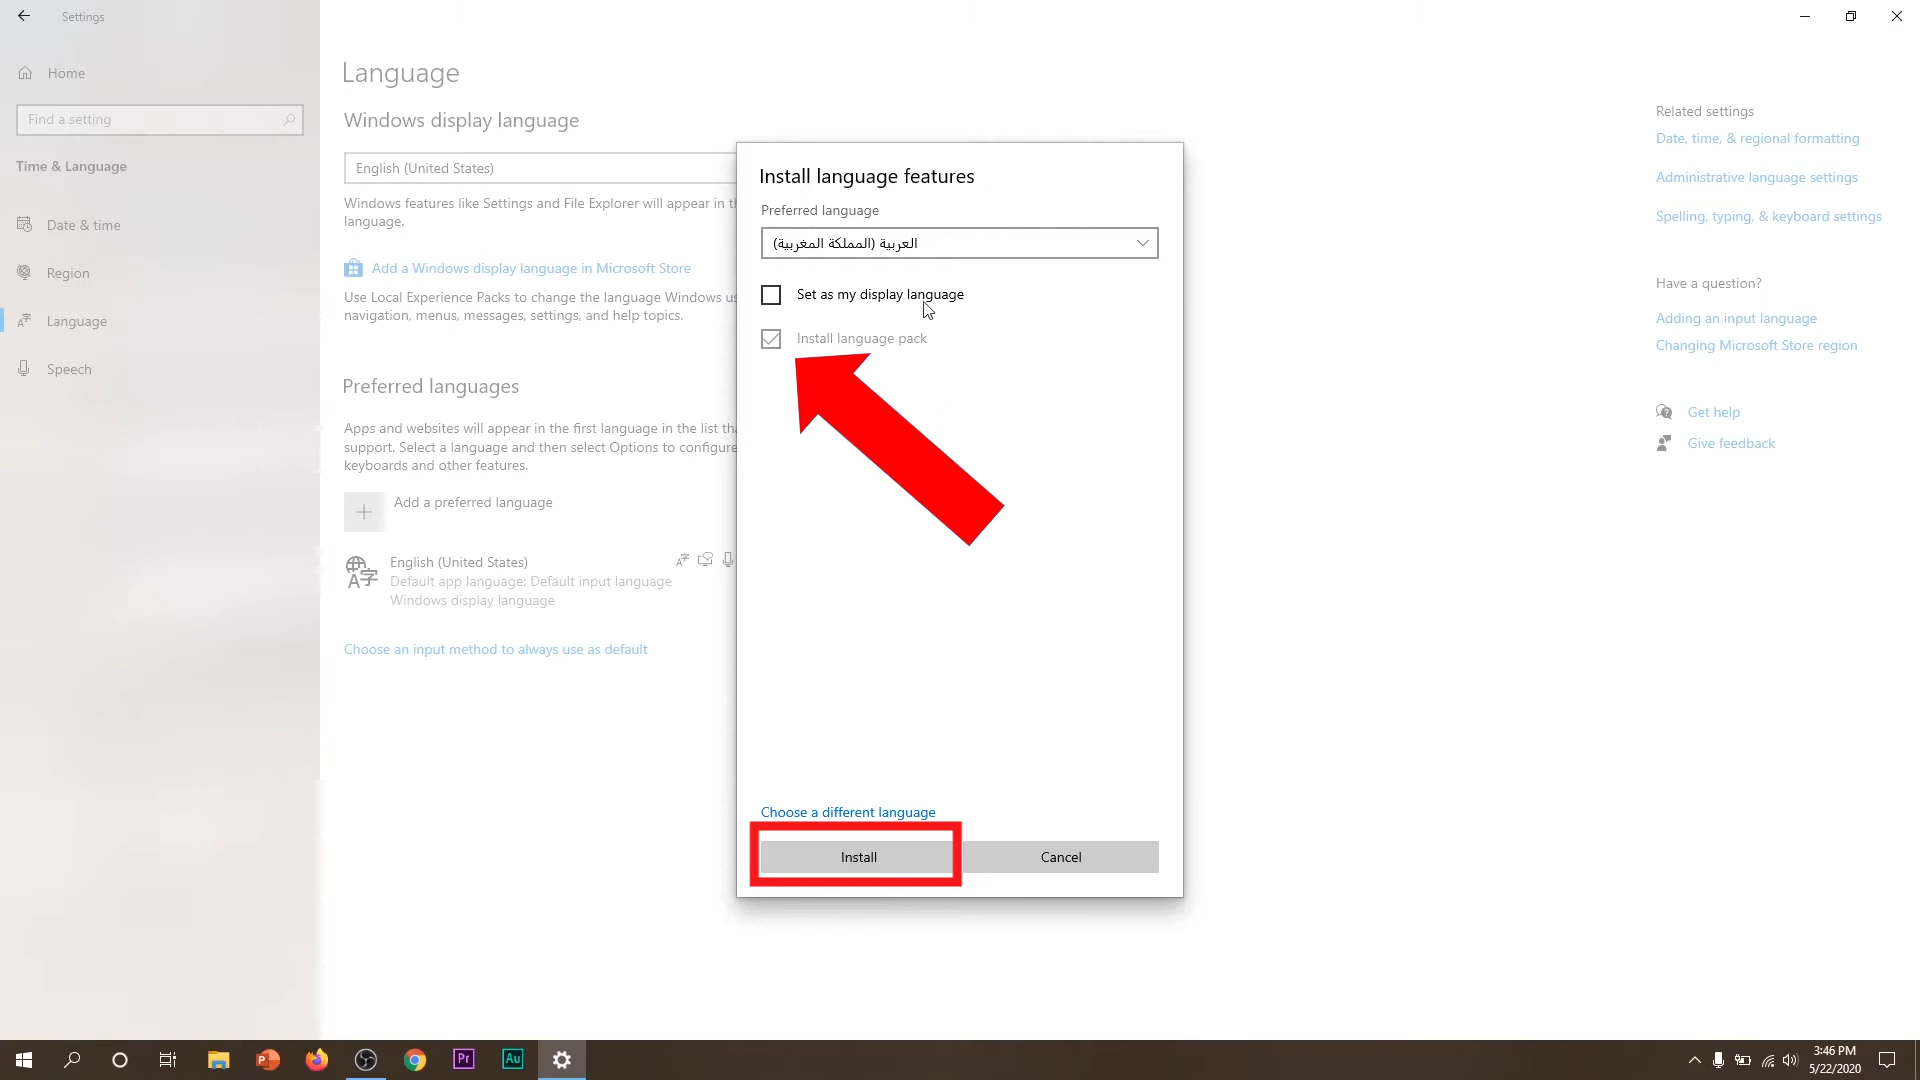 Settings
Home
Find a setting
Time & Language
Date & time
Region
Language
Speech
Language
Windows display language
English (United States)
Windows features like Settings and File Explorer will appear in th
language.
Add a Windows display language in Microsoft Store
Use Local Experience Packs to change the language Windows us
navigation, menus, messages, settings, and help topics.
Preferred languages
Apps and websites will appear in the first language in the list tha
support. Select a language and then select Options to configure
keyboards and other features.
Add a preferred language
English (United States)
Default app language; Default input language
Windows display language
Choose an input method to always use as default
Install language features
Preferred language
العربية (المملكة المغربية)
Set as my display language
Install language pack
Choose a different language
Install
Cancel
Related settings
Date, time, & regional formatting
Administrative language settings
Spelling, typing, & keyboard settings
Have a question?
Adding an input language
Changing Microsoft Store region
Get help
Give feedback
Pr
Au
3:46 PM
5/22/2020